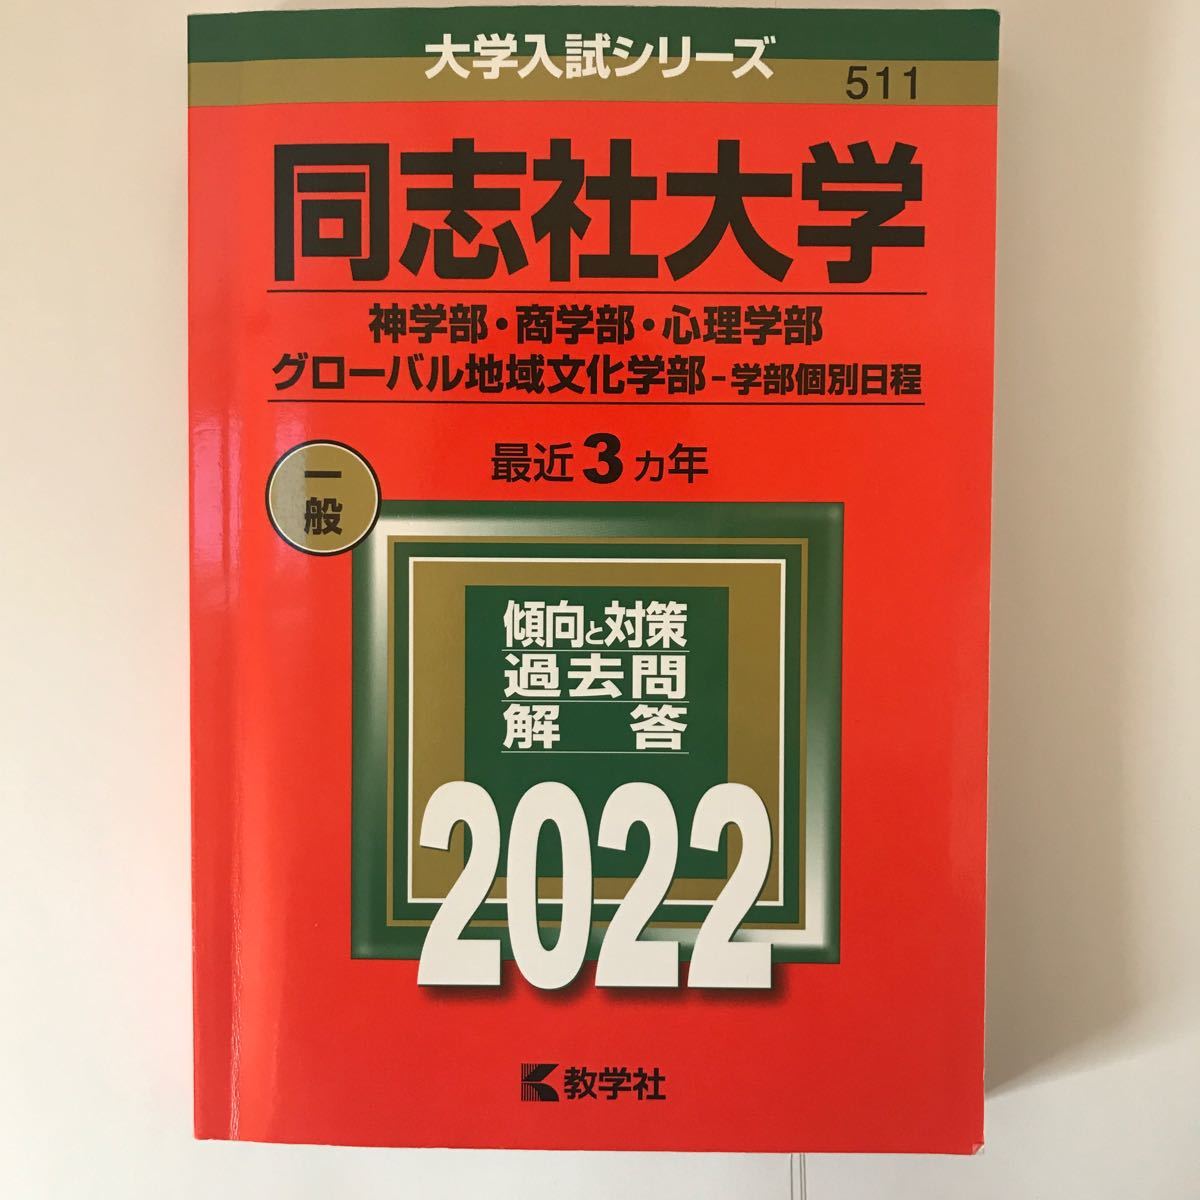 大学入試シリーズ
511
同志社大学
神学部・商学部・心理学部
グローバル地域文化学部-学部個別日程
最近3カ年
一
般
傾向と対策
過去問
解答
2022
教学社